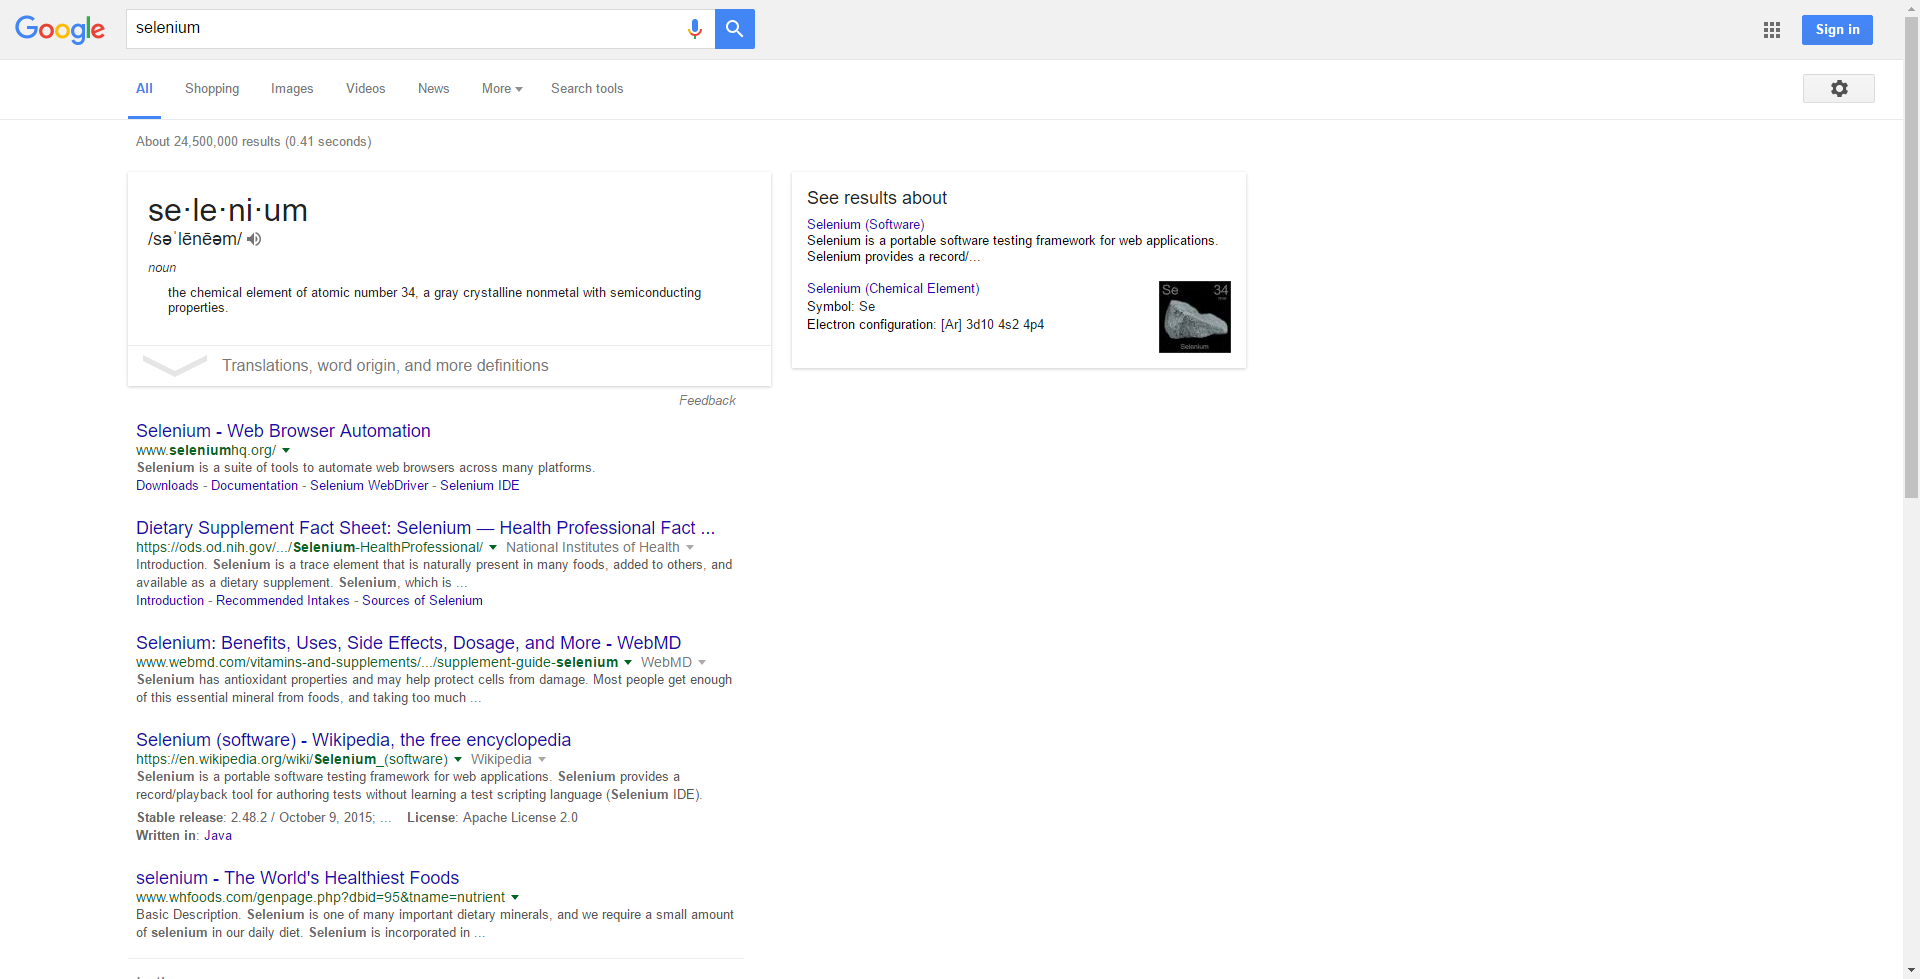 Google
selenium
Sign in
All Shopping Images Videos News More Search tools
About 24,500,000 results (0.41 seconds)
se·le·ni·um
/səˈlēnēəm/
noun
the chemical element of atomic number 34, a gray crystalline nonmetal with semiconducting
properties.
Translations, word origin, and more definitions
Feedback
See results about
Selenium (Software)
Selenium is a portable software testing framework for web applications.
Selenium provides a record/...
Selenium (Chemical Element)
Symbol: Se
Electron configuration: [Ar] 3d10 4s2 4p4
Se 34
Selenium
Selenium - Web Browser Automation
www.seleniumhq.org/
Selenium is a suite of tools to automate web browsers across many platforms.
Downloads - Documentation - Selenium WebDriver - Selenium IDE
Dietary Supplement Fact Sheet: Selenium — Health Professional Fact ...
https://ods.od.nih.gov/.../Selenium-HealthProfessional/ National Institutes of Health
Introduction. Selenium is a trace element that is naturally present in many foods, added to others, and
available as a dietary supplement. Selenium, which is ...
Introduction - Recommended Intakes - Sources of Selenium
Selenium: Benefits, Uses, Side Effects, Dosage, and More - WebMD
www.webmd.com/vitamins-and-supplements/.../supplement-guide-selenium WebMD
Selenium has antioxidant properties and may help protect cells from damage. Most people get enough
of this essential mineral from foods, and taking too much ...
Selenium (software) - Wikipedia, the free encyclopedia
https://en.wikipedia.org/wiki/Selenium_(software) Wikipedia
Selenium is a portable software testing framework for web applications. Selenium provides a
record/playback tool for authoring tests without learning a test scripting language (Selenium IDE).
Stable release: 2.48.2 / October 9, 2015; ... License: Apache License 2.0
Written in: Java
selenium - The World's Healthiest Foods
www.whfoods.com/genpage.php?dbid=95&tname=nutrient
Basic Description. Selenium is one of many important dietary minerals, and we require a small amount
of selenium in our daily diet. Selenium is incorporated in ...